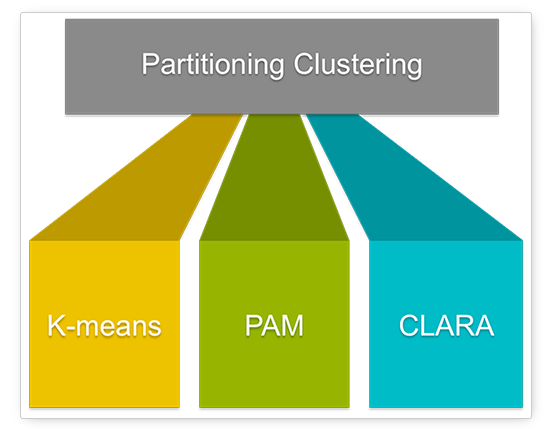 Partitioning Clustering
K-means
PAM
CLARA